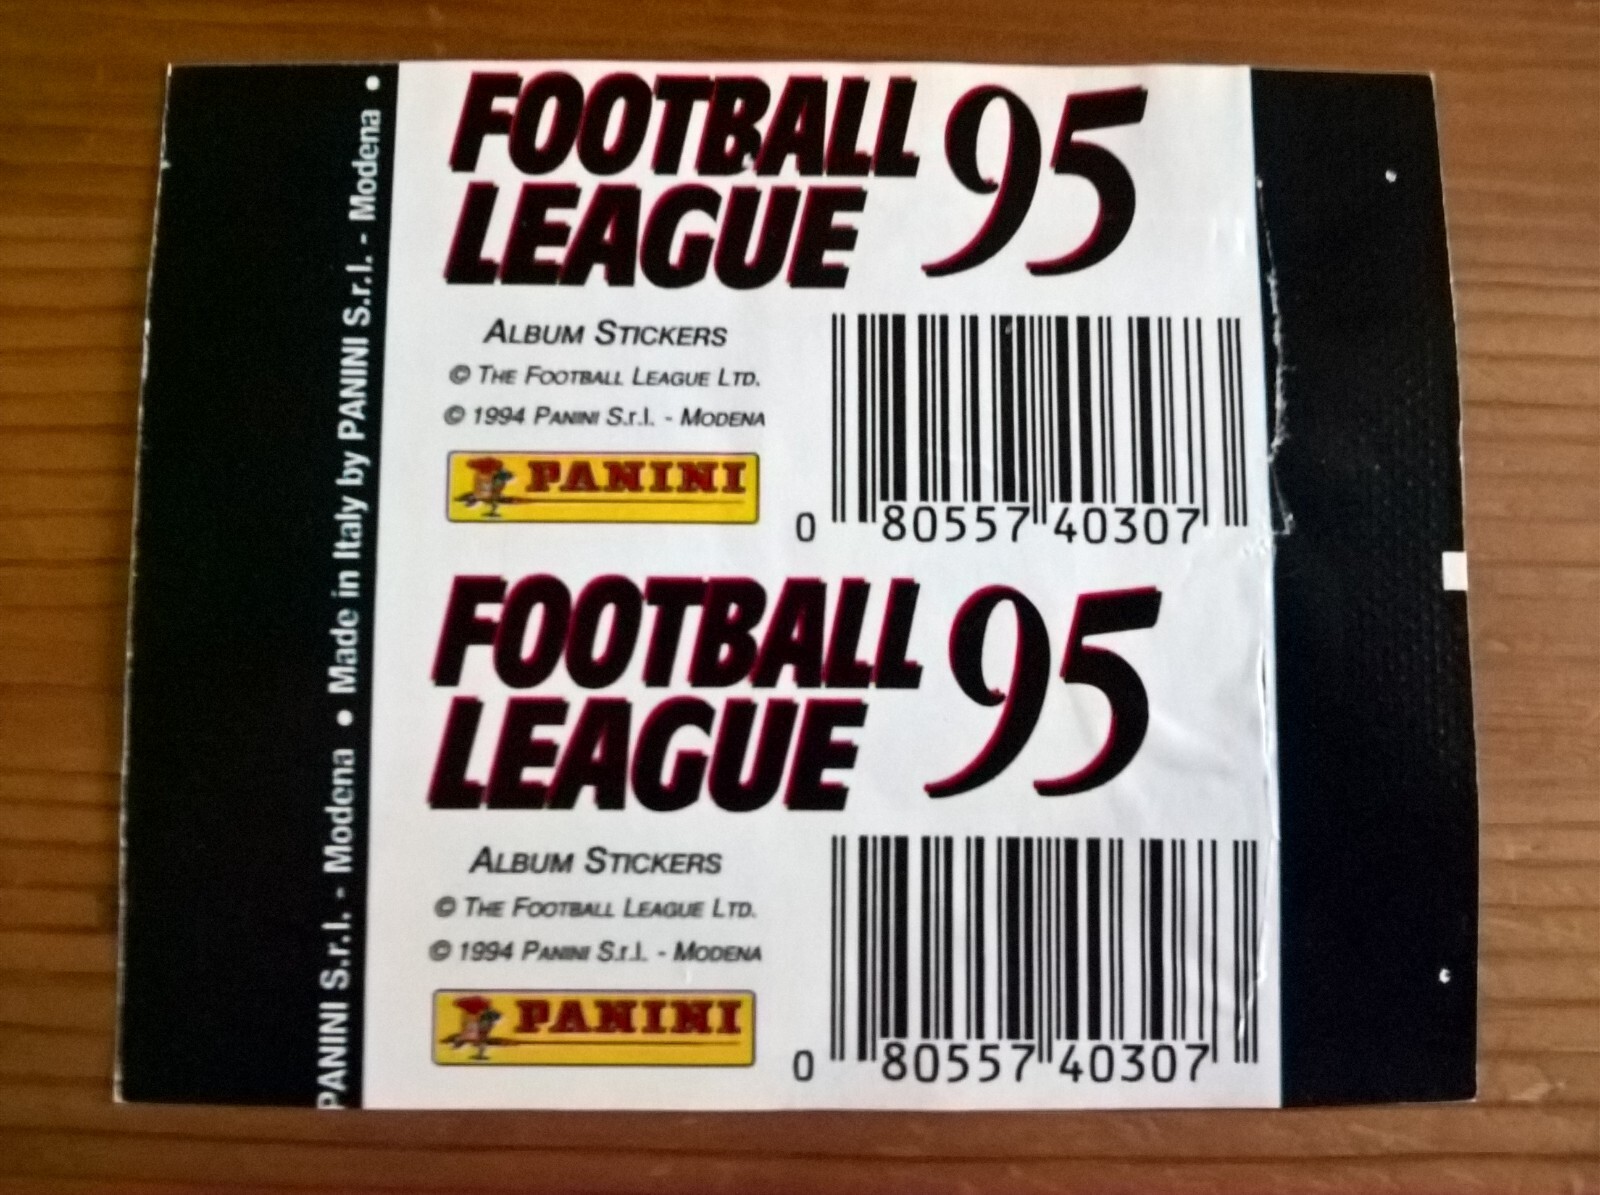 PANINI S.r.l. - Modena • Made in Italy by PANINI S.r.l. - Modena •
FOOTBALL
LEAGUE
95
ALBUM STICKERS
© THE FOOTBALL LEAGUE LTD.
© 1994 PANINI S.r.l. - MODENA
PANINI
0 80557 40307
FOOTBALL
LEAGUE
95
ALBUM STICKERS
© THE FOOTBALL LEAGUE LTD.
© 1994 PANINI S.r.l. - MODENA
PANINI
0 80557 40307